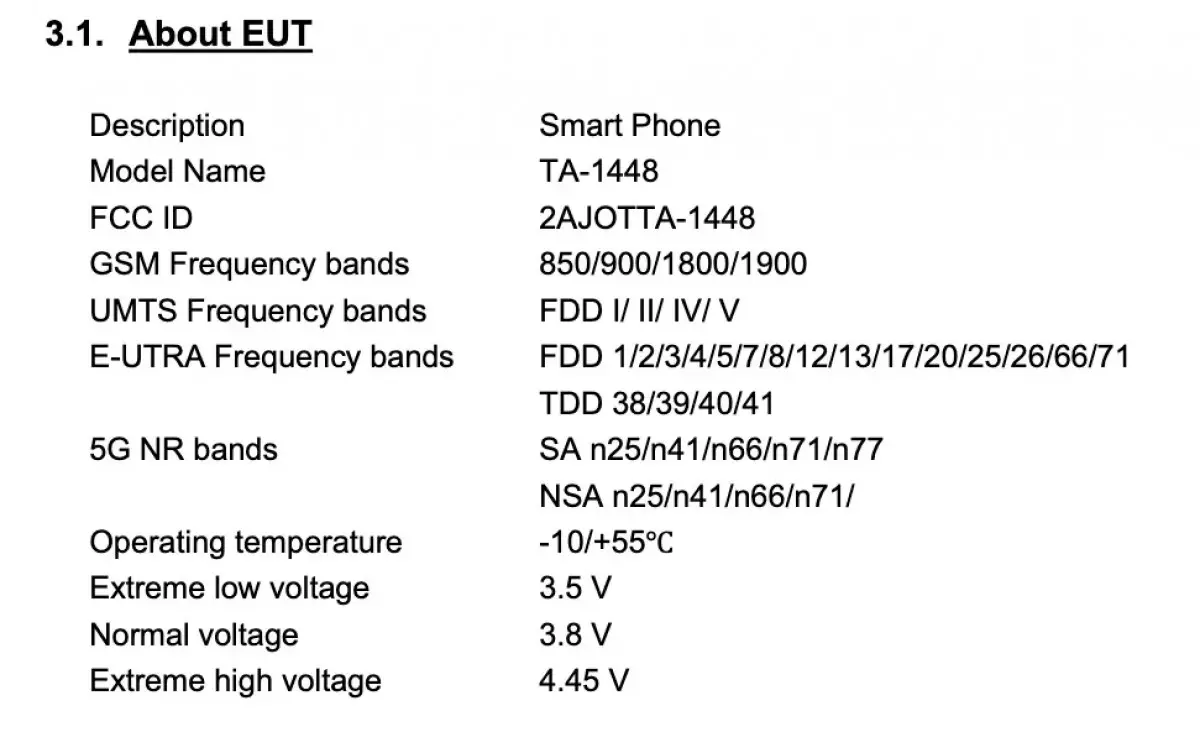 3.1. About EUT
Description Smart Phone
Model Name TA-1448
FCC ID 2AJOTTA-1448
GSM Frequency bands 850/900/1800/1900
UMTS Frequency bands FDD I/ II/ IV/ V
E-UTRA Frequency bands FDD 1/2/3/4/5/7/8/12/13/17/20/25/26/66/71
TDD 38/39/40/41
5G NR bands SA n25/n41/n66/n71/n77
NSA n25/n41/n66/n71/
Operating temperature -10/+55℃
Extreme low voltage 3.5 V
Normal voltage 3.8 V
Extreme high voltage 4.45 V